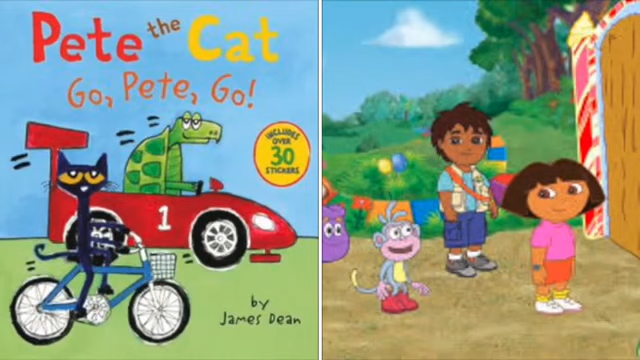 Pete the Cat
Go, Pete, Go!
INCLUDES
OVER
30
STICKERS
1
by
James Dean